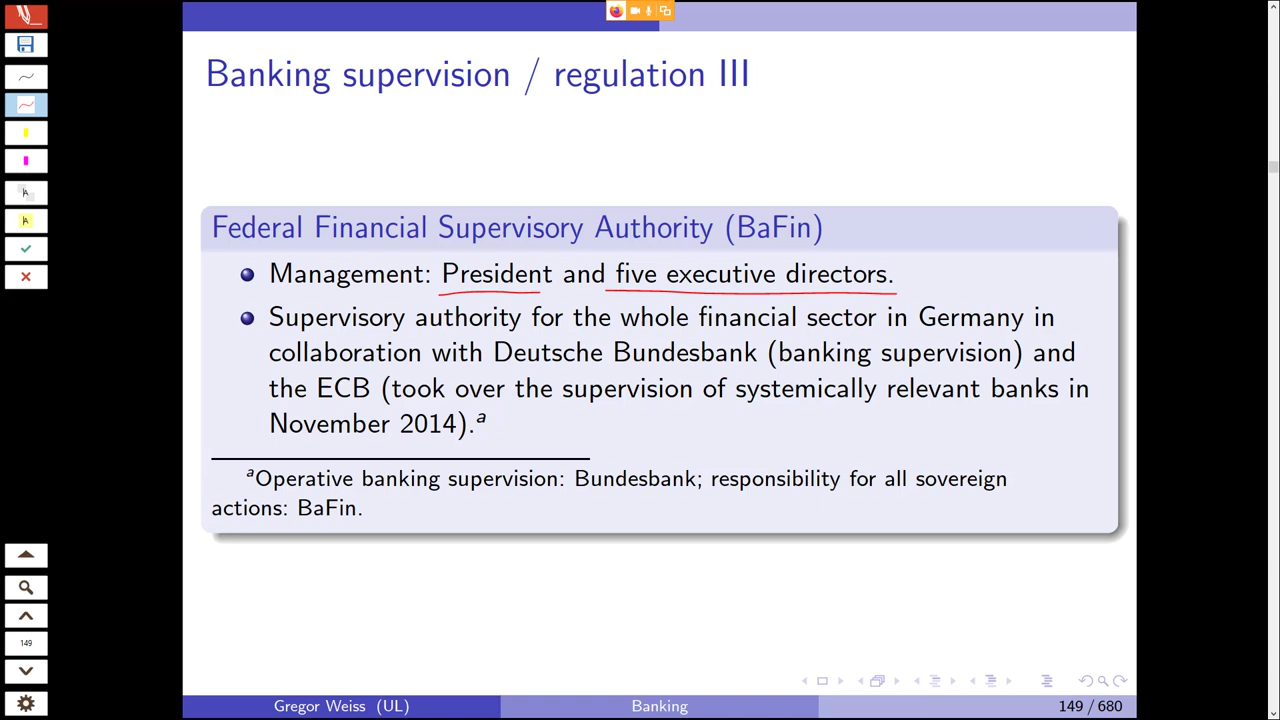 Banking supervision / regulation III
Federal Financial Supervisory Authority (BaFin)
Management: President and five executive directors.
Supervisory authority for the whole financial sector in Germany in
collaboration with Deutsche Bundesbank (banking supervision) and
the ECB (took over the supervision of systemically relevant banks in
November 2014).a
aOperative banking supervision: Bundesbank; responsibility for all sovereign
actions: BaFin.
149
Gregor Weiss (UL) Banking 149 / 680